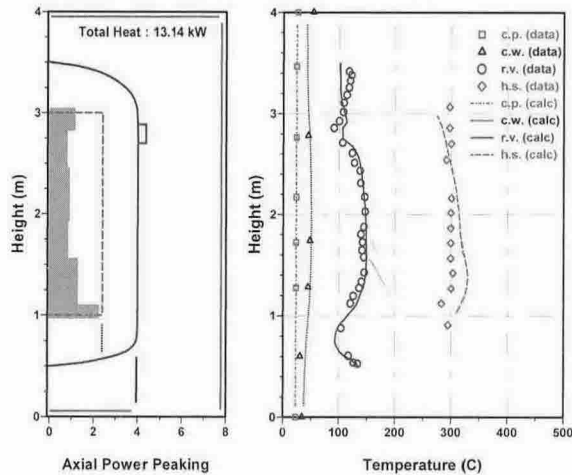 Total Heat : 13.14 kW
Height (m)
4
3
2
1
0
0 2 4 6 8
Axial Power Peaking
c.p. (data)
c.w. (data)
r.v. (data)
h.s. (data)
c.p. (calc)
c.w. (calc)
r.v. (calc)
h.s. (calc)
Height (m)
4
3
2
1
0
0 100 200 300 400 500
Temperature (C)